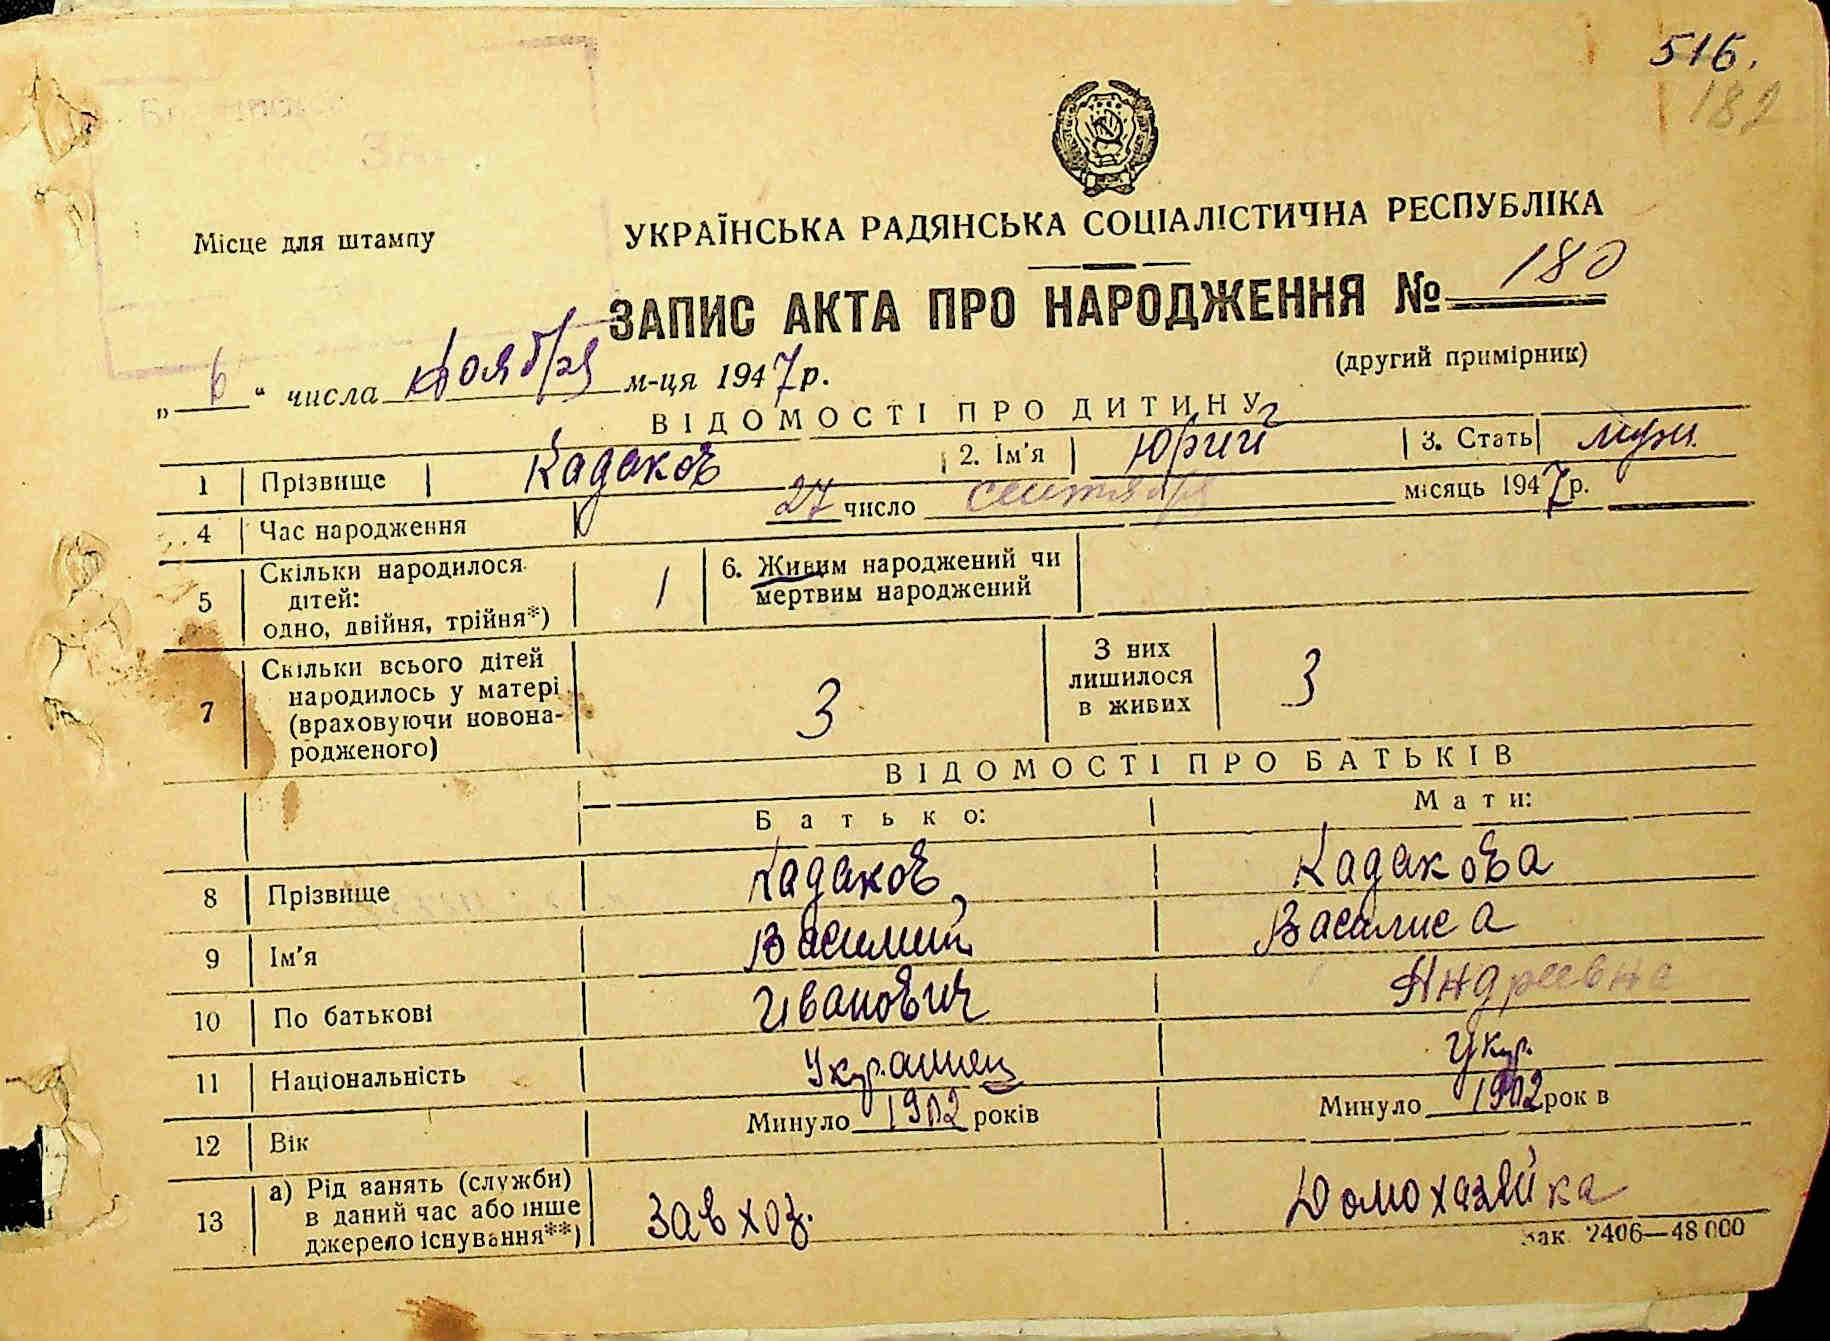 516.
182
Місце для штампу
УКРАЇНСЬКА РАДЯНСЬКА СОЦІАЛІСТИЧНА РЕСПУБЛІКА
ЗАПИС АКТА ПРО НАРОДЖЕННЯ № 180
(другий примірник)
„ 6 “ числа Ноября м-ця 1947 р.
ВІДОМОСТІ ПРО ДИТИНУ
1 Прізвище Кадаков 2. Ім'я Юрий 3. Стать муж.
4 Час народження 27 число сентября місяць 1947 р.
5 Скільки народилося дітей: одно, двійня, трійня*) 1 6. Живим народжений чи мертвим народжений
7 Скільки всього дітей народилось у матері (враховуючи новонародженого) 3 З них лишилося в живих 3
ВІДОМОСТІ ПРО БАТЬКІВ
Батько: Мати:
8 Прізвище Кадаков Кадакова
9 Ім'я Василий Васалиса
10 По батькові Иванович Андреевна
11 Національність Украинец Укр.
12 Вік Минуло 1902 років Минуло 1902 рок в
13 а) Рід занять (служби) в даний час або інше джерело існування**) Завхоз. Домохазяйка
Зак. 2406—48 000